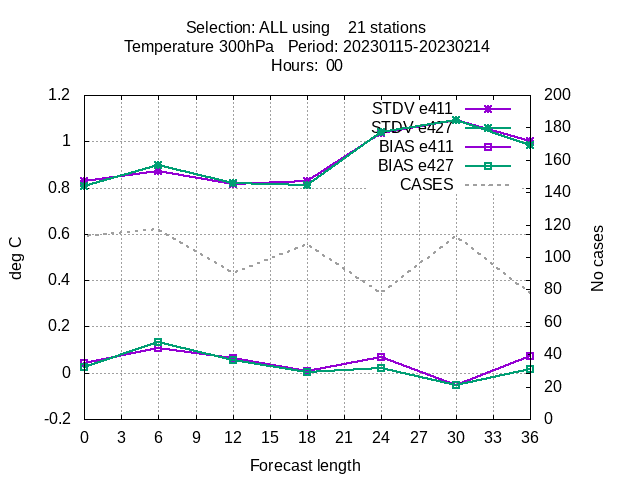 Selection: ALL using    21 stations
Temperature 300hPa   Period: 20230115-20230214
Hours:  00
STDV e411
STDV e427
BIAS e411
BIAS e427
CASES
deg C
1.2
1
0.8
0.6
0.4
0.2
0
-0.2
No cases
200
180
160
140
120
100
80
60
40
20
0
0 3 6 9 12 15 18 21 24 27 30 33 36
Forecast length